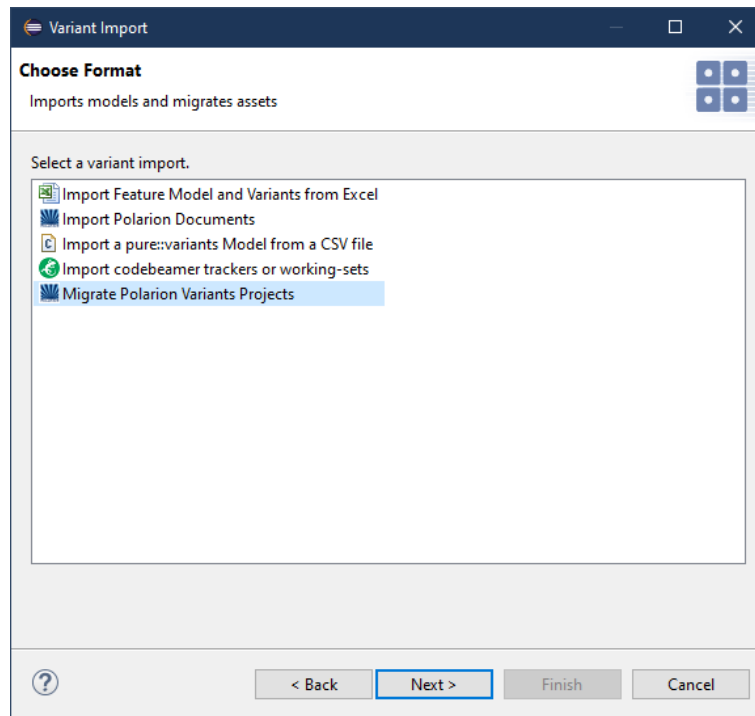 Variant Import
Choose Format
Imports models and migrates assets
Select a variant import.
Import Feature Model and Variants from Excel
Import Polarion Documents
Import a pure::variants Model from a CSV file
Import codebeamer trackers or working-sets
Migrate Polarion Variants Projects
< Back Next > Finish Cancel